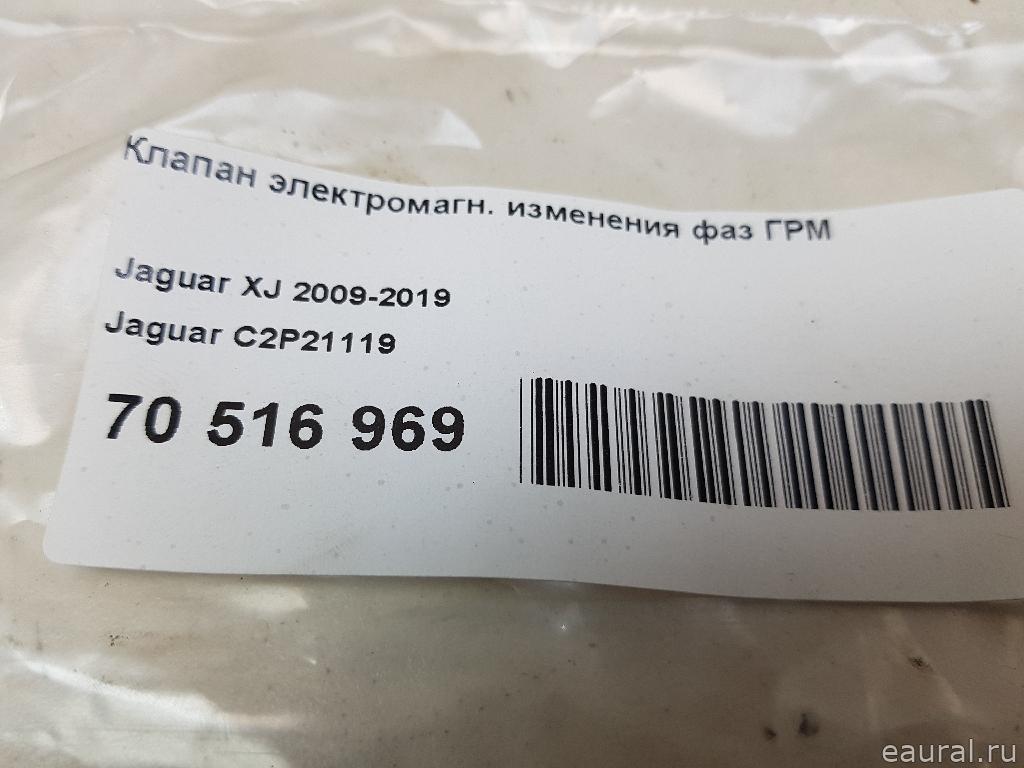 Клапан электромагн. изменения фаз ГРМ
Jaguar XJ 2009-2019
Jaguar C2P21119
70 516 969
eaural.ru